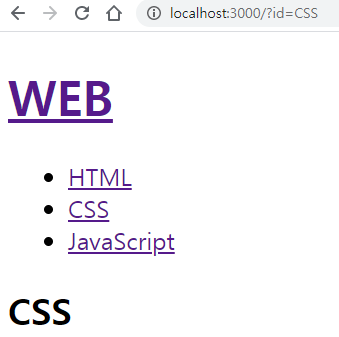 localhost:3000/?id=CSS
WEB
HTML
CSS
JavaScript
CSS